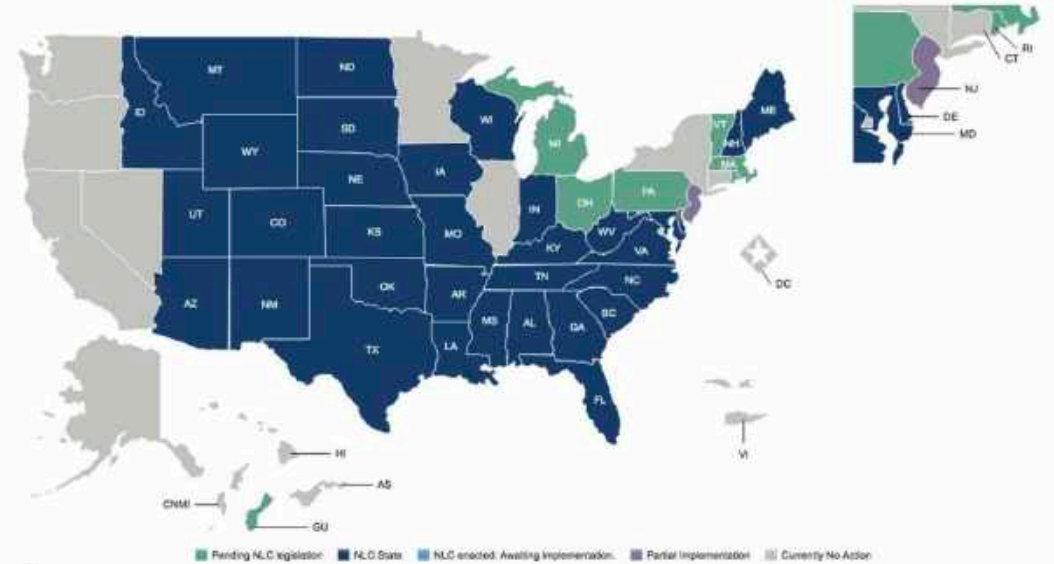 MT
ND
ID
SD
WY
WI
ME
VT
NH
MI
MA
NE
IA
PA
OH
IN
UT
CO
KS
MO
WV
KY
VA
TN
NC
AZ
NM
OK
AR
SC
MS
AL
GA
TX
LA
FL
RI
CT
NJ
DE
MD
DC
VI
HI
AS
CNMI
GU
Pending NLC legislation NLC State NLC enacted: Awaiting Implementation. Partial Implementation Currently No Action